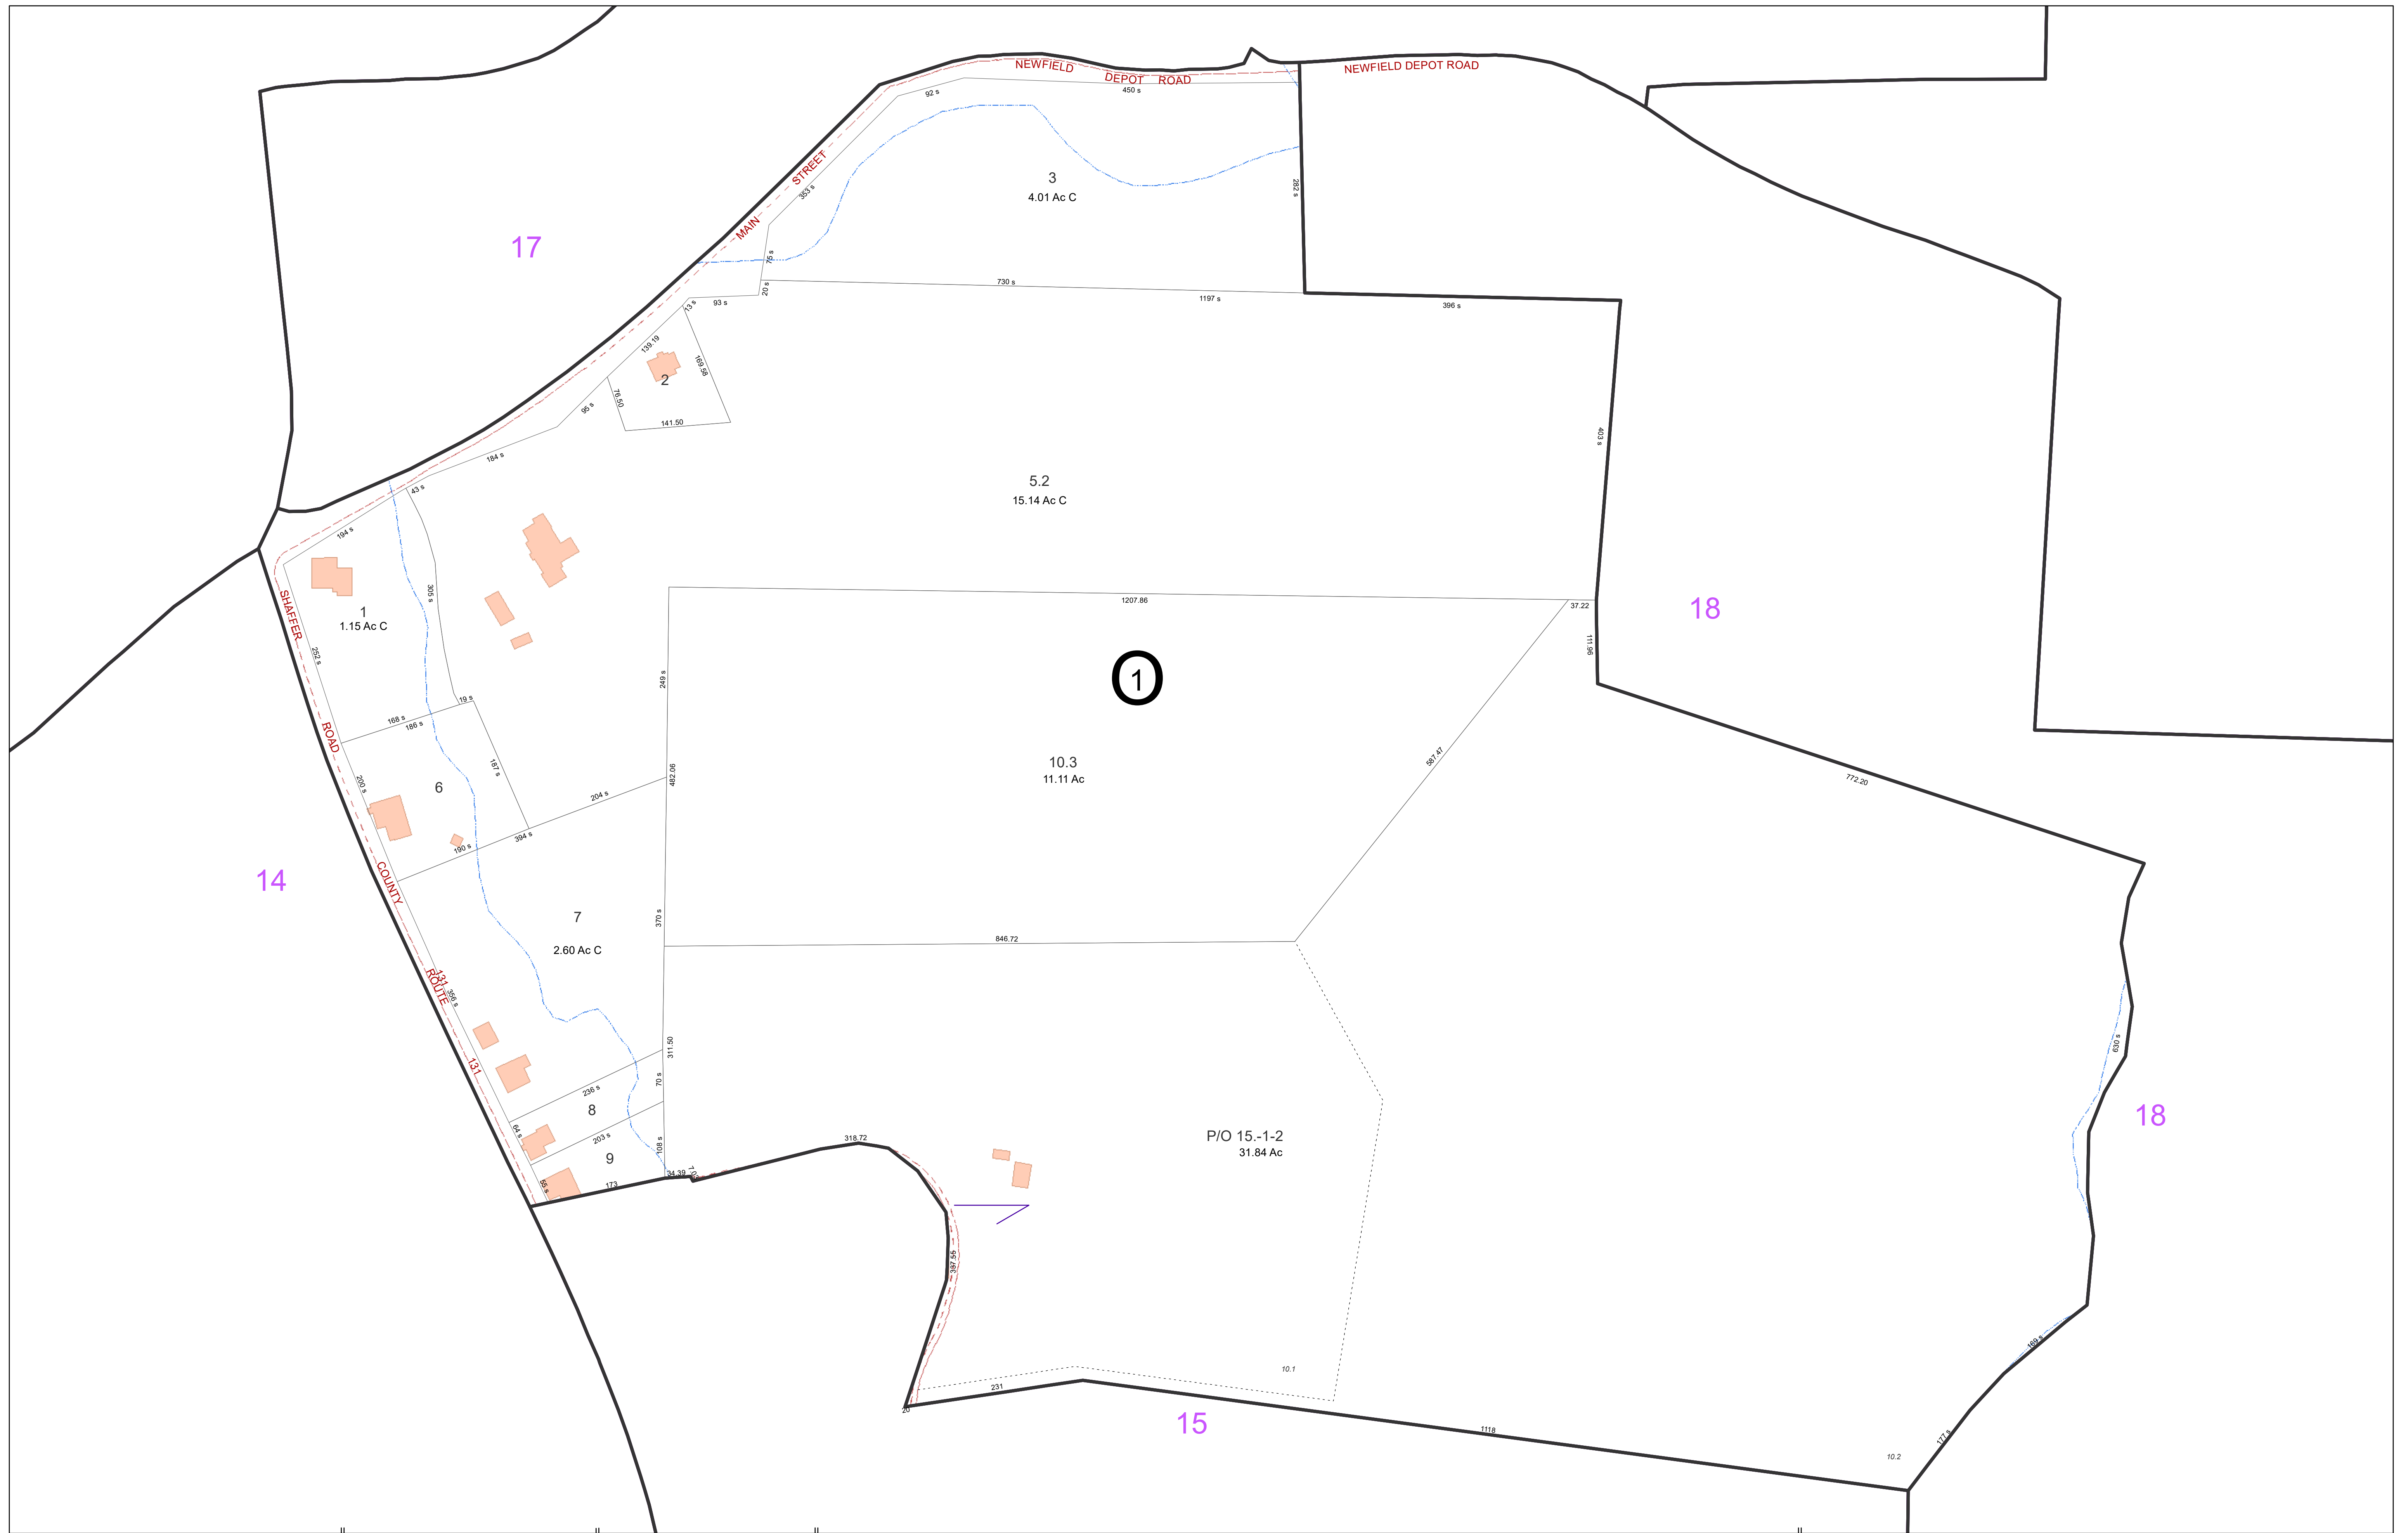 NEWFIELD
DEPOT ROAD
NEWFIELD DEPOT ROAD
92 s
450 s
STREET
353 s
MAIN
3
4.01 Ac C
282 s
17
75 s
20 s
730 s
1197 s
396 s
93 s
13 s
139.19
169.58
2
76.50
141.50
95 s
184 s
403 s
43 s
5.2
15.14 Ac C
194 s
305 s
SHAFFER
1
1.15 Ac C
252 s
1207.86
37.22
111.96
18
249 s
1
19 s
168 s
186 s
ROAD
187 s
200 s
6
204 s
482.06
10.3
11.11 Ac
587.47
772.20
394 s
190 s
14
COUNTY
7
370 s
2.60 Ac C
846.72
131
ROUTE
356 s
131
311.50
630 s
70 s
236 s
8
64 s
203 s
108 s
9
55 s
173
34.39
318.72
P/O 15.-1-2
31.84 Ac
18
397.55
189 s
10.1
231
20
15
1118
177 s
10.2